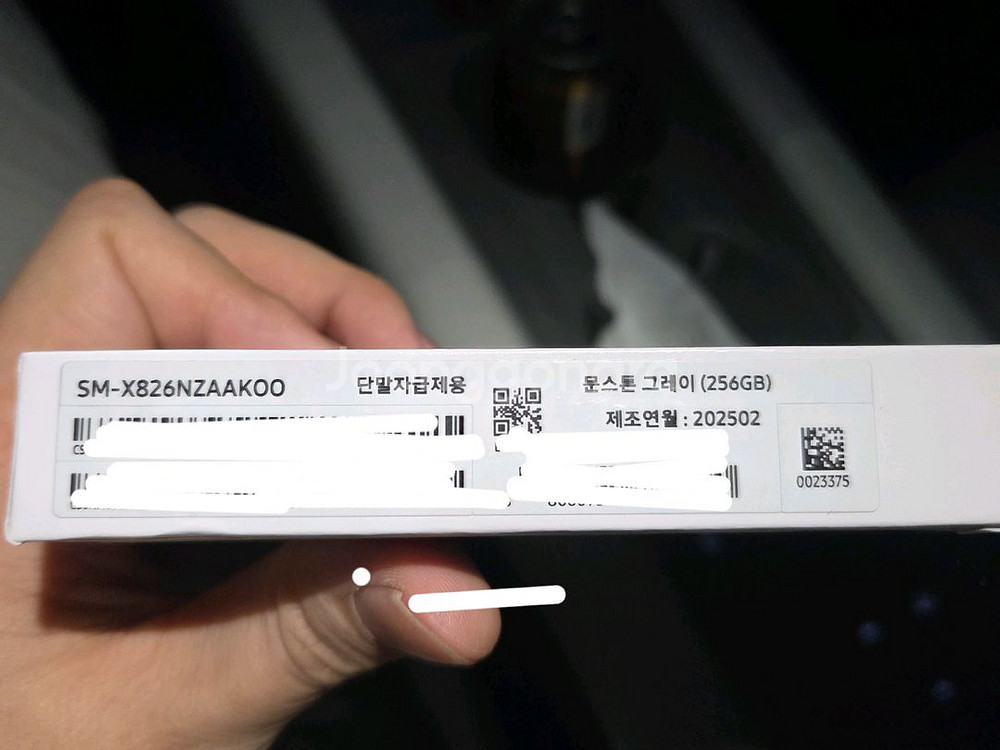 Joonggonara
SM-X826NZAAKOO 단말자급제용
문스톤 그레이 (256GB)
제조연월 : 202502
0023375